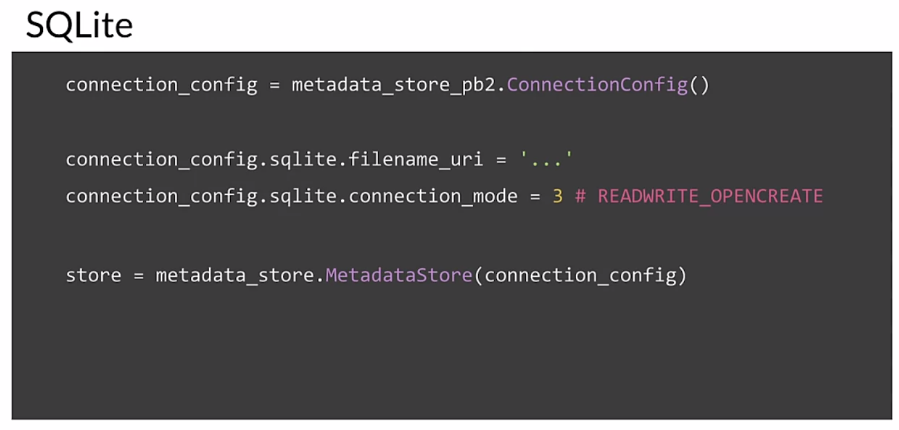 SQLite
connection_config = metadata_store_pb2.ConnectionConfig()
connection_config.sqlite.filename_uri = '...'
connection_config.sqlite.connection_mode = 3 # READWRITE_OPENCREATE
store = metadata_store.MetadataStore(connection_config)